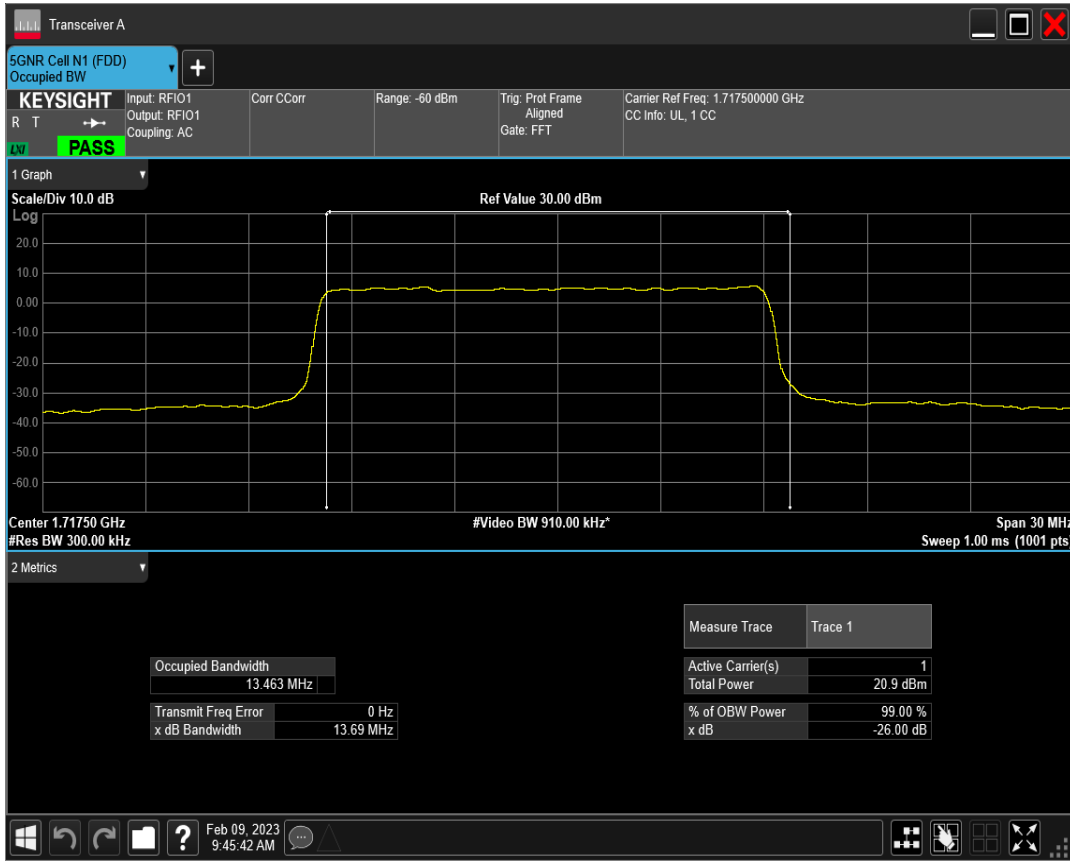 Transceiver A
5GNR Cell N1 (FDD)
Occupied BW
+
KEYSIGHT
R T
LXI
PASS
Input: RFIO1
Output: RFIO1
Coupling: AC
Corr CCorr
Range: -60 dBm
Trig: Prot Frame
Aligned
Gate: FFT
Carrier Ref Freq: 1.717500000 GHz
CC Info: UL, 1 CC
1 Graph
Scale/Div 10.0 dB
Ref Value 30.00 dBm
Log
20.0
10.0
0.00
-10.0
-20.0
-30.0
-40.0
-50.0
-60.0
Center 1.71750 GHz
#Video BW 910.00 kHz*
Span 30 MHz
#Res BW 300.00 kHz
Sweep 1.00 ms (1001 pts)
2 Metrics
Measure Trace Trace 1
Occupied Bandwidth
13.463 MHz
Active Carrier(s) 1
Total Power 20.9 dBm
Transmit Freq Error 0 Hz
x dB Bandwidth 13.69 MHz
% of OBW Power 99.00 %
x dB -26.00 dB
?
Feb 09, 2023
9:45:42 AM